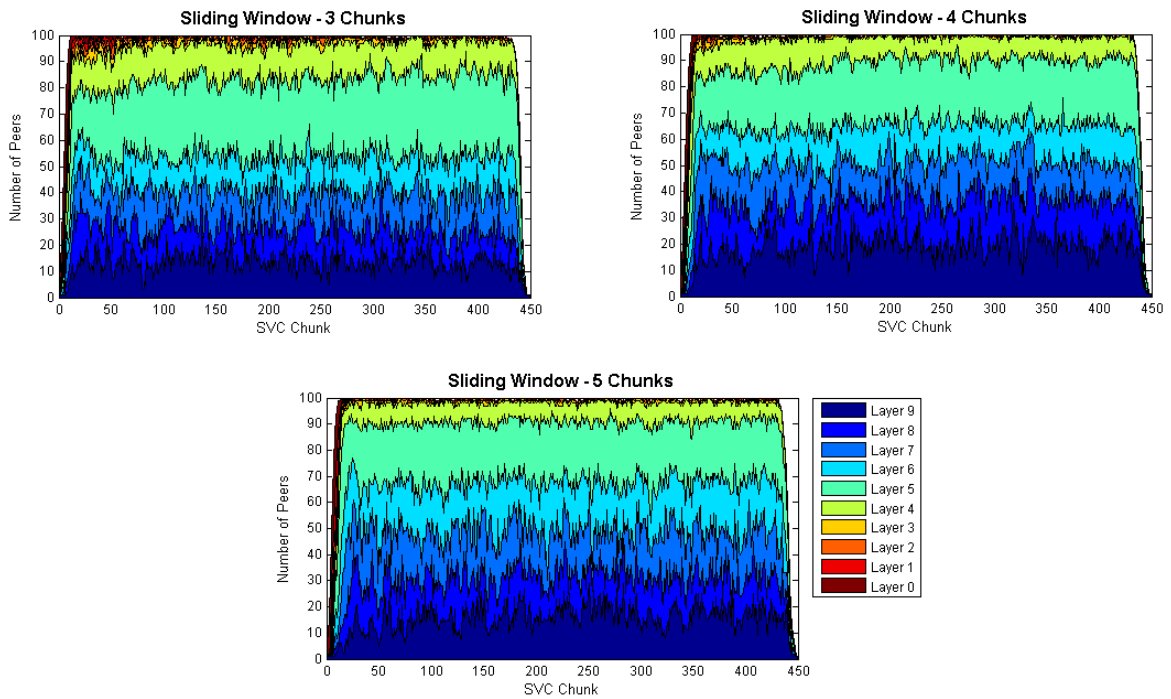 Sliding Window - 3 Chunks
100
90
80
70
60
50
40
30
20
10
0
Number of Peers
0 50 100 150 200 250 300 350 400 450
SVC Chunk
Sliding Window - 4 Chunks
100
90
80
70
60
50
40
30
20
10
0
Number of Peers
0 50 100 150 200 250 300 350 400 450
SVC Chunk
Sliding Window - 5 Chunks
100
90
80
70
60
50
40
30
20
10
0
Number of Peers
0 50 100 150 200 250 300 350 400 450
SVC Chunk
Layer 9
Layer 8
Layer 7
Layer 6
Layer 5
Layer 4
Layer 3
Layer 2
Layer 1
Layer 0